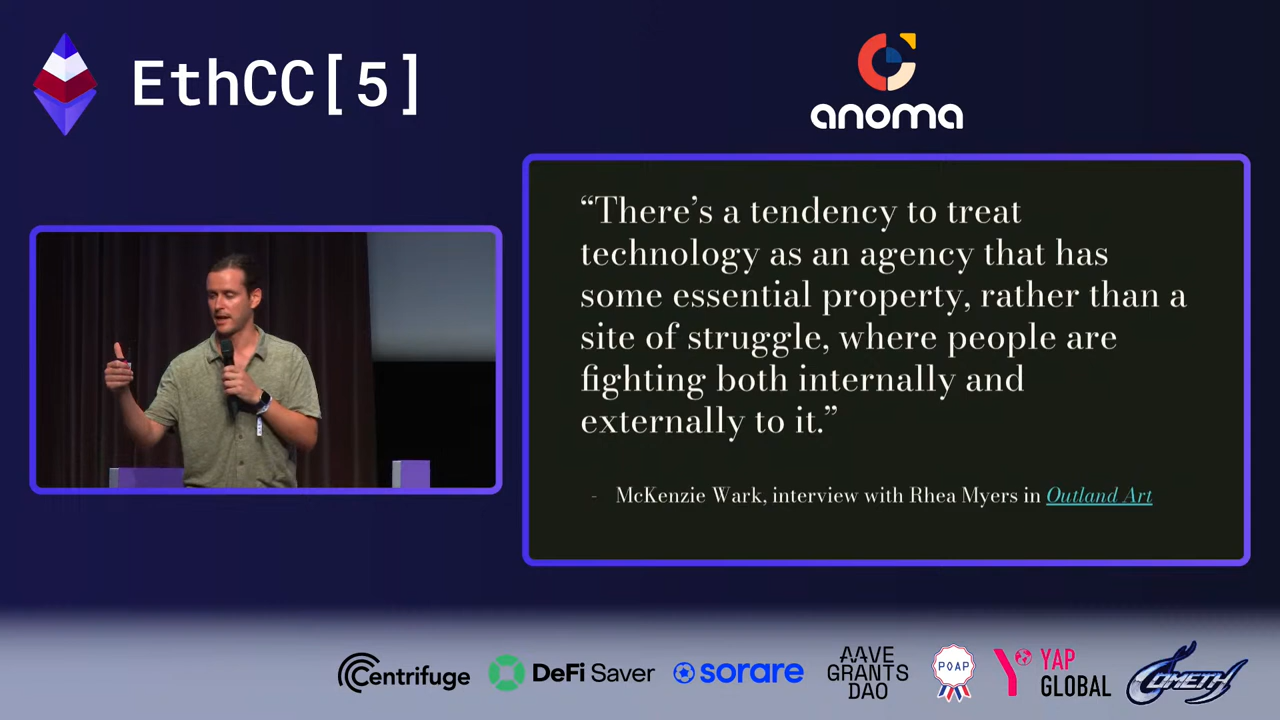 EthCC[5]
anoma
“There’s a tendency to treat
technology as an agency that has
some essential property, rather than a
site of struggle, where people are
fighting both internally and
externally to it.”
- McKenzie Wark, interview with Rhea Myers in Outland Art
Centrifuge
DeFi Saver
sorare
AAVE
GRANTS
DAO
POAP
YAP
GLOBAL
COMETH